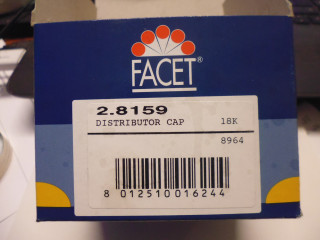 FACET®
2.8159
DISTRIBUTOR CAP 18K
8964
8 012510 016244